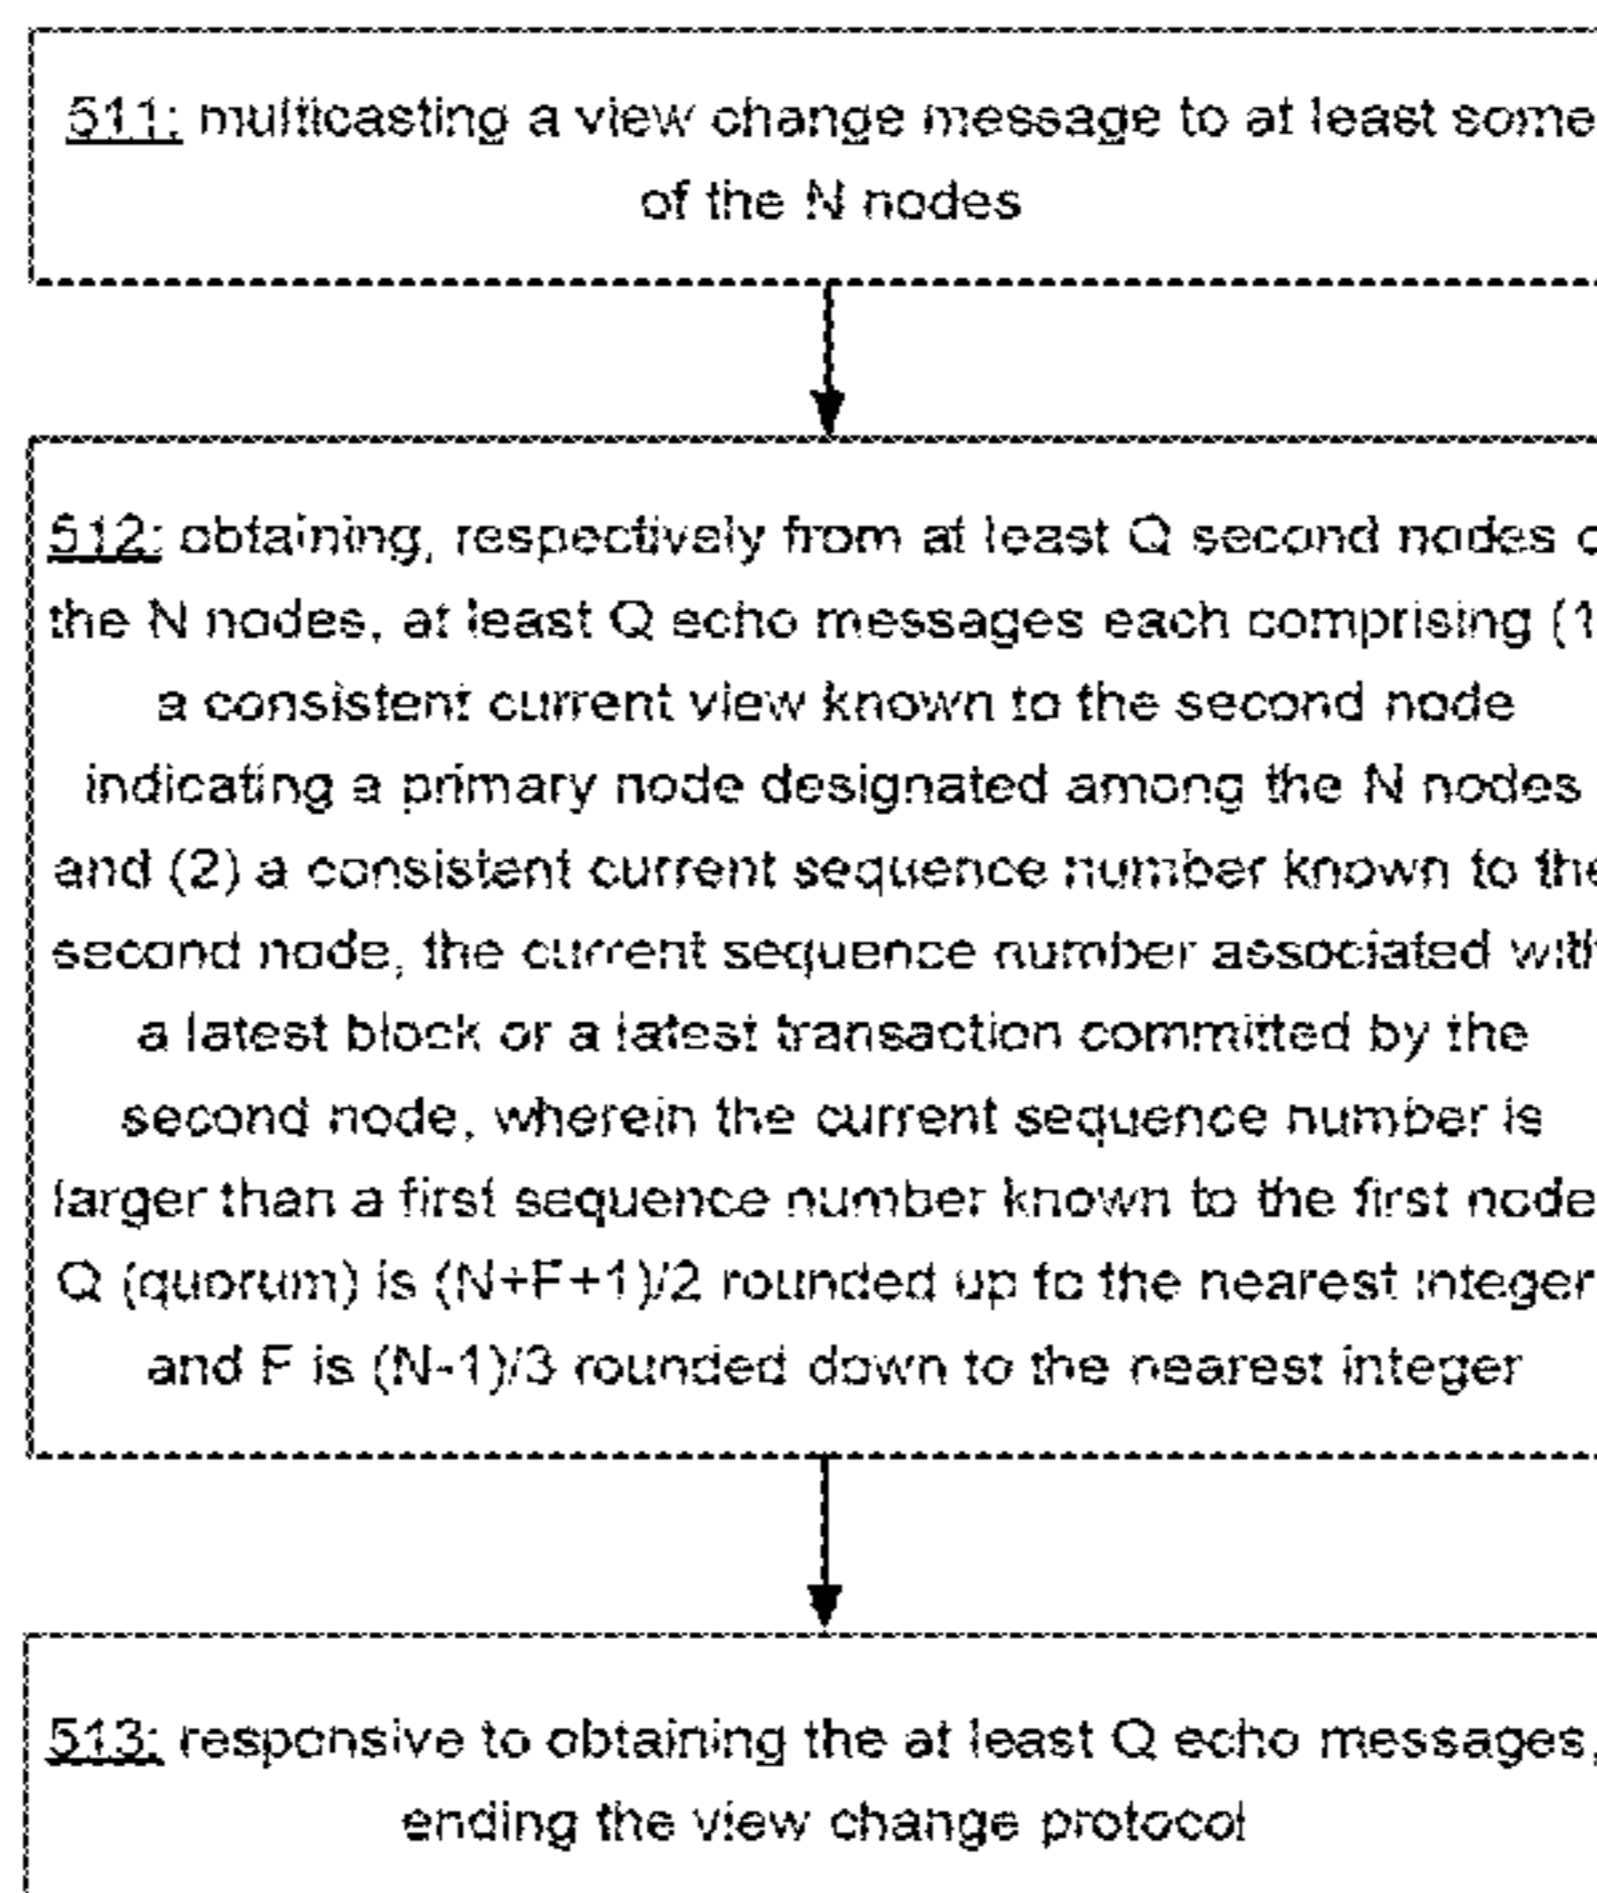 511: multicasting a view change message to at least some
of the N nodes
512: obtaining, respectively from at least Q second nodes
the N nodes, at least Q echo messages each comprising (1
a consistent current view known to the second node
indicating a primary node designated among the N nodes
and (2) a consistent current sequence number known to the
second node, the current sequence number associated with
a latest block or a latest transaction committed by the
second node, wherein the current sequence number is
larger than a first sequence number known to the first node
Q (quorum) is (N+F+1)/2 rounded up to the nearest integer
and F is (N-1)/3 rounded down to the nearest integer
513: responsive to obtaining the at least Q echo messages,
ending the view change protocol